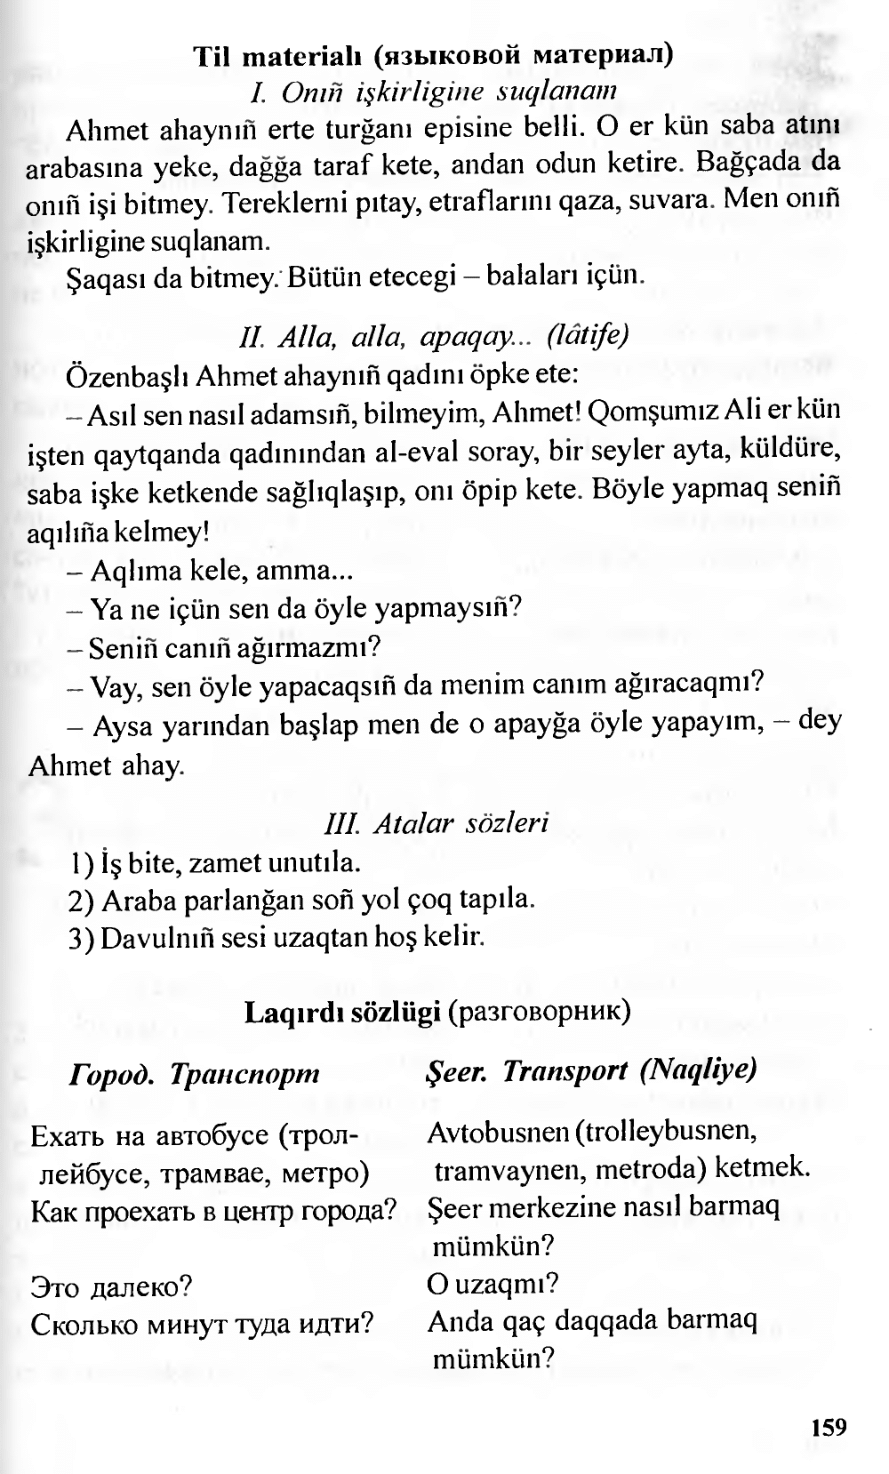 Til materialı (языковой материал)
I. Onıñ işkirligine suqlanam
Ahmet ahaynıñ erte turğanı episine belli. O er kün saba atını
arabasına yeke, dağğa taraf kete, andan odun ketire. Bağçada da
onıñ işi bitmey. Tereklerni pıtay, etraflarını qaza, suvara. Men onıñ
işkirligine suqlanam.
Şaqası da bitmey. Bütün etecegi – balaları içün.
II. Alla, alla, apaqay... (lâtife)
Özenbaşlı Ahmet ahaynıñ qadını öpke ete:
– Asıl sen nasıl adamsıñ, bilmeyim, Ahmet! Qomşumız Ali er kün
işten qaytqanda qadınından al-eval soray, bir şeyler ayta, küldüre,
saba işke ketkende sağlıqlaşıp, onı öpip kete. Böyle yapmaq seniñ
aqılıña kelmey!
– Aqlıma kele, amma...
– Ya ne içün sen da öyle yapmaysıñ?
– Seniñ canıñ ağırmazmı?
– Vay, sen öyle yapacaqsıñ da menim canım ağıracaqmı?
– Aysa yarından başlap men de o apayğa öyle yapayım, – dey
Ahmet ahay.
III. Atalar sözleri
1) İş bite, zamet unutıla.
2) Araba parlanğan soñ yol çoq tapıla.
3) Davulnıñ sesi uzaqtan hoş kelir.
Laqırdı sözlügi (разговорник)
Город. Транспорт Şeer. Transport (Naqliye)
Ехать на автобусе (трол- Avtobusnen (trolleybusnen,
лейбусе, трамвае, метро) tramvaynen, metroda) ketmek.
Как проехать в центр города? Şeer merkezine nasıl barmaq
mümkün?
Это далеко? O uzaqmı?
Сколько минут туда идти? Anda qaç daqqada barmaq
mümkün?
159